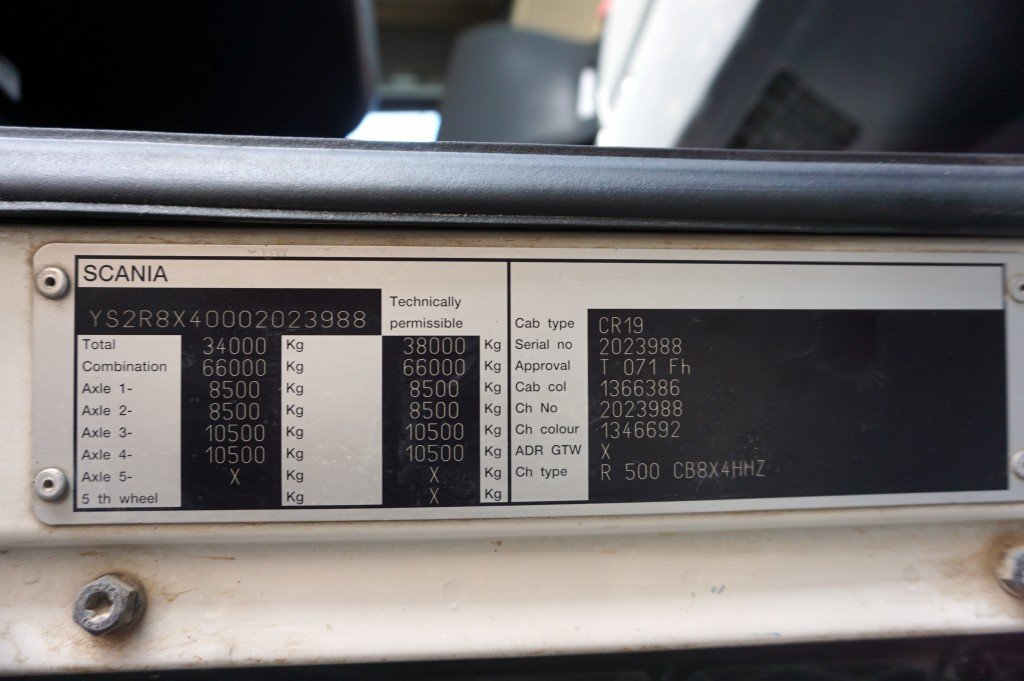 SCANIA
YS2R8X40002023988 Technically permissible
Total 34000 Kg 38000 Kg
Combination 66000 Kg 66000 Kg
Axle 1- 8500 Kg 8500 Kg
Axle 2- 8500 Kg 8500 Kg
Axle 3- 10500 Kg 10500 Kg
Axle 4- 10500 Kg 10500 Kg
Axle 5- X Kg X Kg
5 th wheel Kg X Kg
Cab type CR19
Serial no 2023988
Approval T 071 Fh
Cab col 1366386
Ch No 2023988
Ch colour 1346692
ADR GTW X
Ch type R 500 CB8X4HHZ